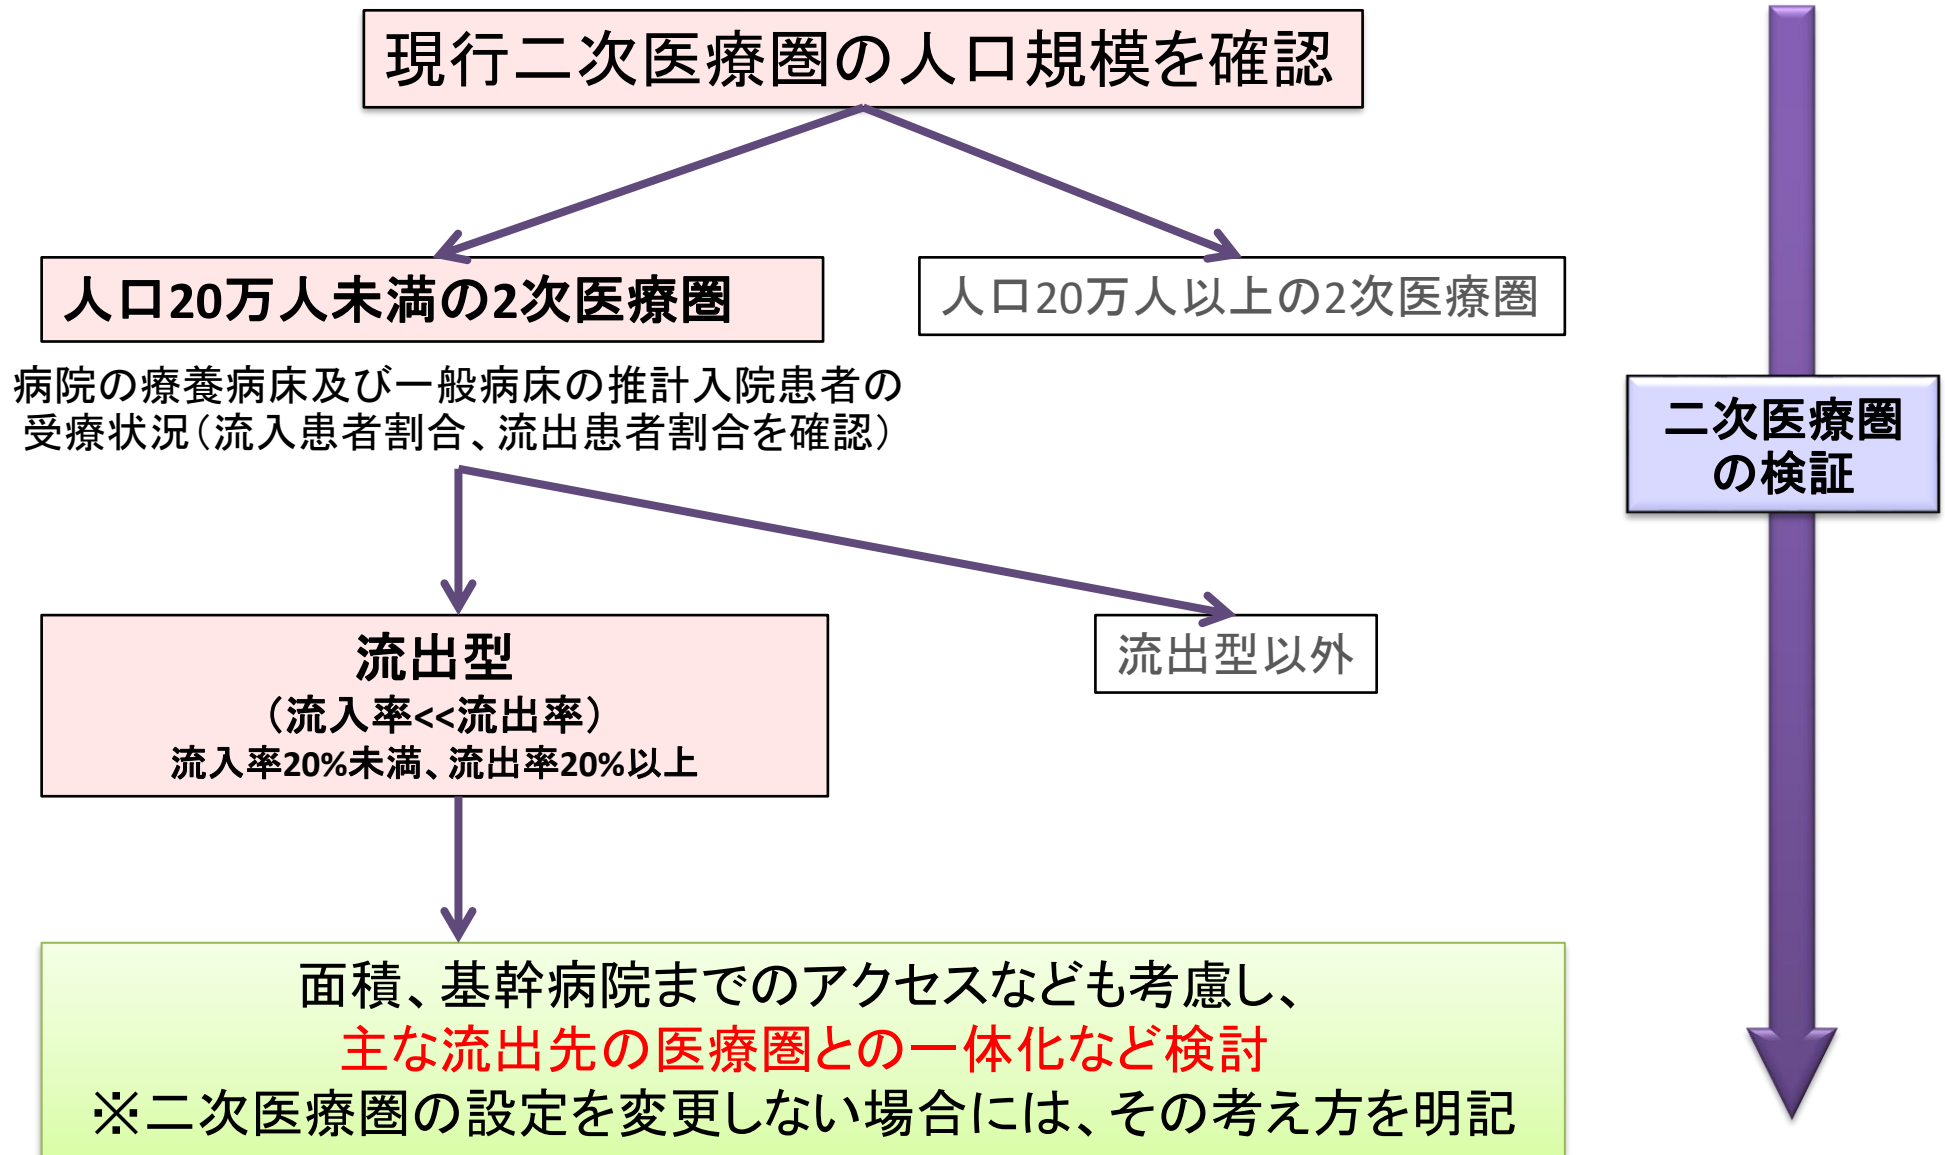 現行二次医療圏の人口規模を確認
人口20万人未満の2次医療圏
人口20万人以上の2次医療圏
病院の療養病床及び一般病床の推計入院患者の
受療状況（流入患者割合、流出患者割合を確認）
二次医療圏
の検証
流出型
（流入率<<流出率）
流入率20%未満、流出率20%以上
流出型以外
面積、基幹病院までのアクセスなども考慮し、
主な流出先の医療圏との一体化など検討
※二次医療圏の設定を変更しない場合には、その考え方を明記